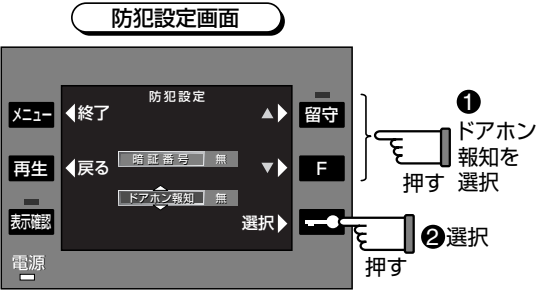 防犯設定画面
防犯設定
メニュー
終了
留守
再生
戻る
暗証番号 無
F
ドアホン報知 無
表示確認
選択
電源
❶
ドアホン
報知を
選択
押す
❷選択
押す